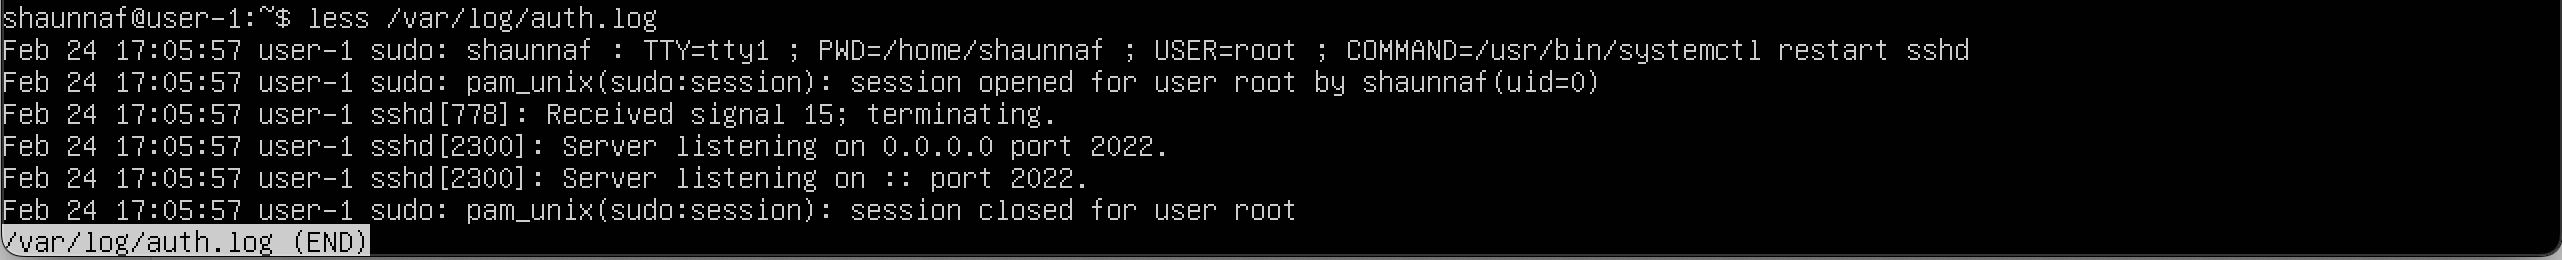 shaunnaf@user-1:~$ less /var/log/auth.log
Feb 24 17:05:57 user-1 sudo: shaunnaf : TTY=tty1 ; PWD=/home/shaunnaf ; USER=root ; COMMAND=/usr/bin/systemctl restart sshd
Feb 24 17:05:57 user-1 sudo: pam_unix(sudo:session): session opened for user root by shaunnaf(uid=0)
Feb 24 17:05:57 user-1 sshd[778]: Received signal 15; terminating.
Feb 24 17:05:57 user-1 sshd[2300]: Server listening on 0.0.0.0 port 2022.
Feb 24 17:05:57 user-1 sshd[2300]: Server listening on :: port 2022.
Feb 24 17:05:57 user-1 sudo: pam_unix(sudo:session): session closed for user root
/var/log/auth.log (END)